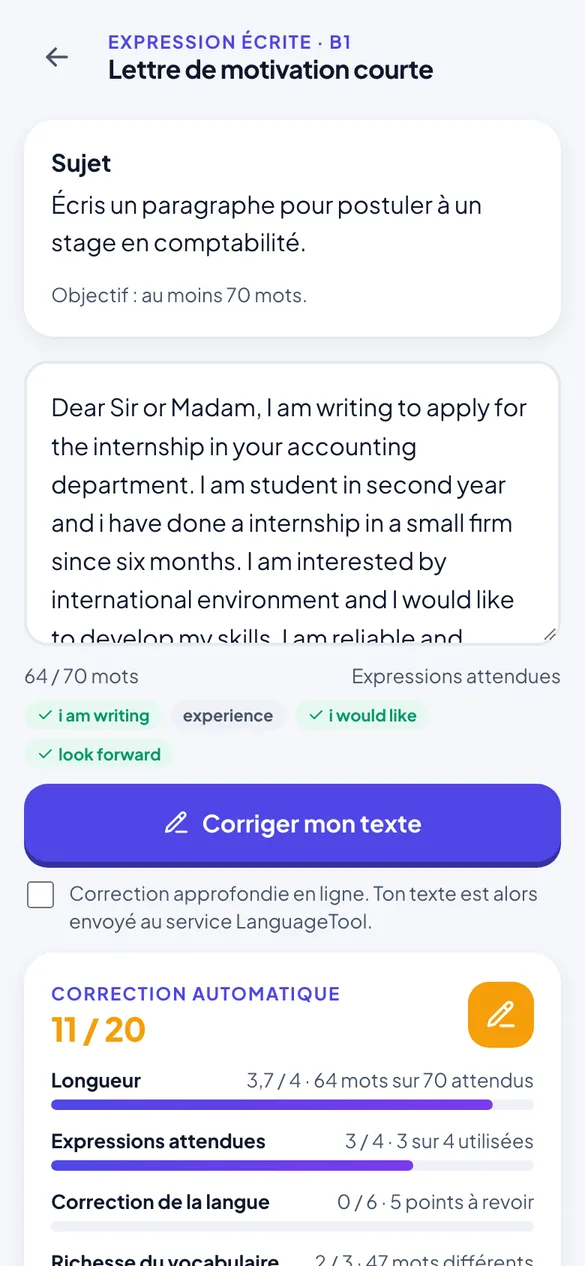 EXPRESSION ÉCRITE · B1
Lettre de motivation courte
Sujet
Écris un paragraphe pour postuler à un
stage en comptabilité.
Objectif : au moins 70 mots.
Dear Sir or Madam, I am writing to apply for
the internship in your accounting
department. I am student in second year
and i have done a internship in a small firm
since six months. I am interested by
international environment and I would like
to develop my skills. I am reliable and
64 / 70 mots
Expressions attendues
i am writing
experience
i would like
look forward
Corriger mon texte
Correction approfondie en ligne. Ton texte est alors
envoyé au service LanguageTool.
CORRECTION AUTOMATIQUE
11 / 20
Longueur 3,7 / 4 · 64 mots sur 70 attendus
Expressions attendues 3 / 4 · 3 sur 4 utilisées
Correction de la langue 0 / 6 · 5 points à revoir
Richesse du vocabulaire 2 / 3 · 47 mots différents